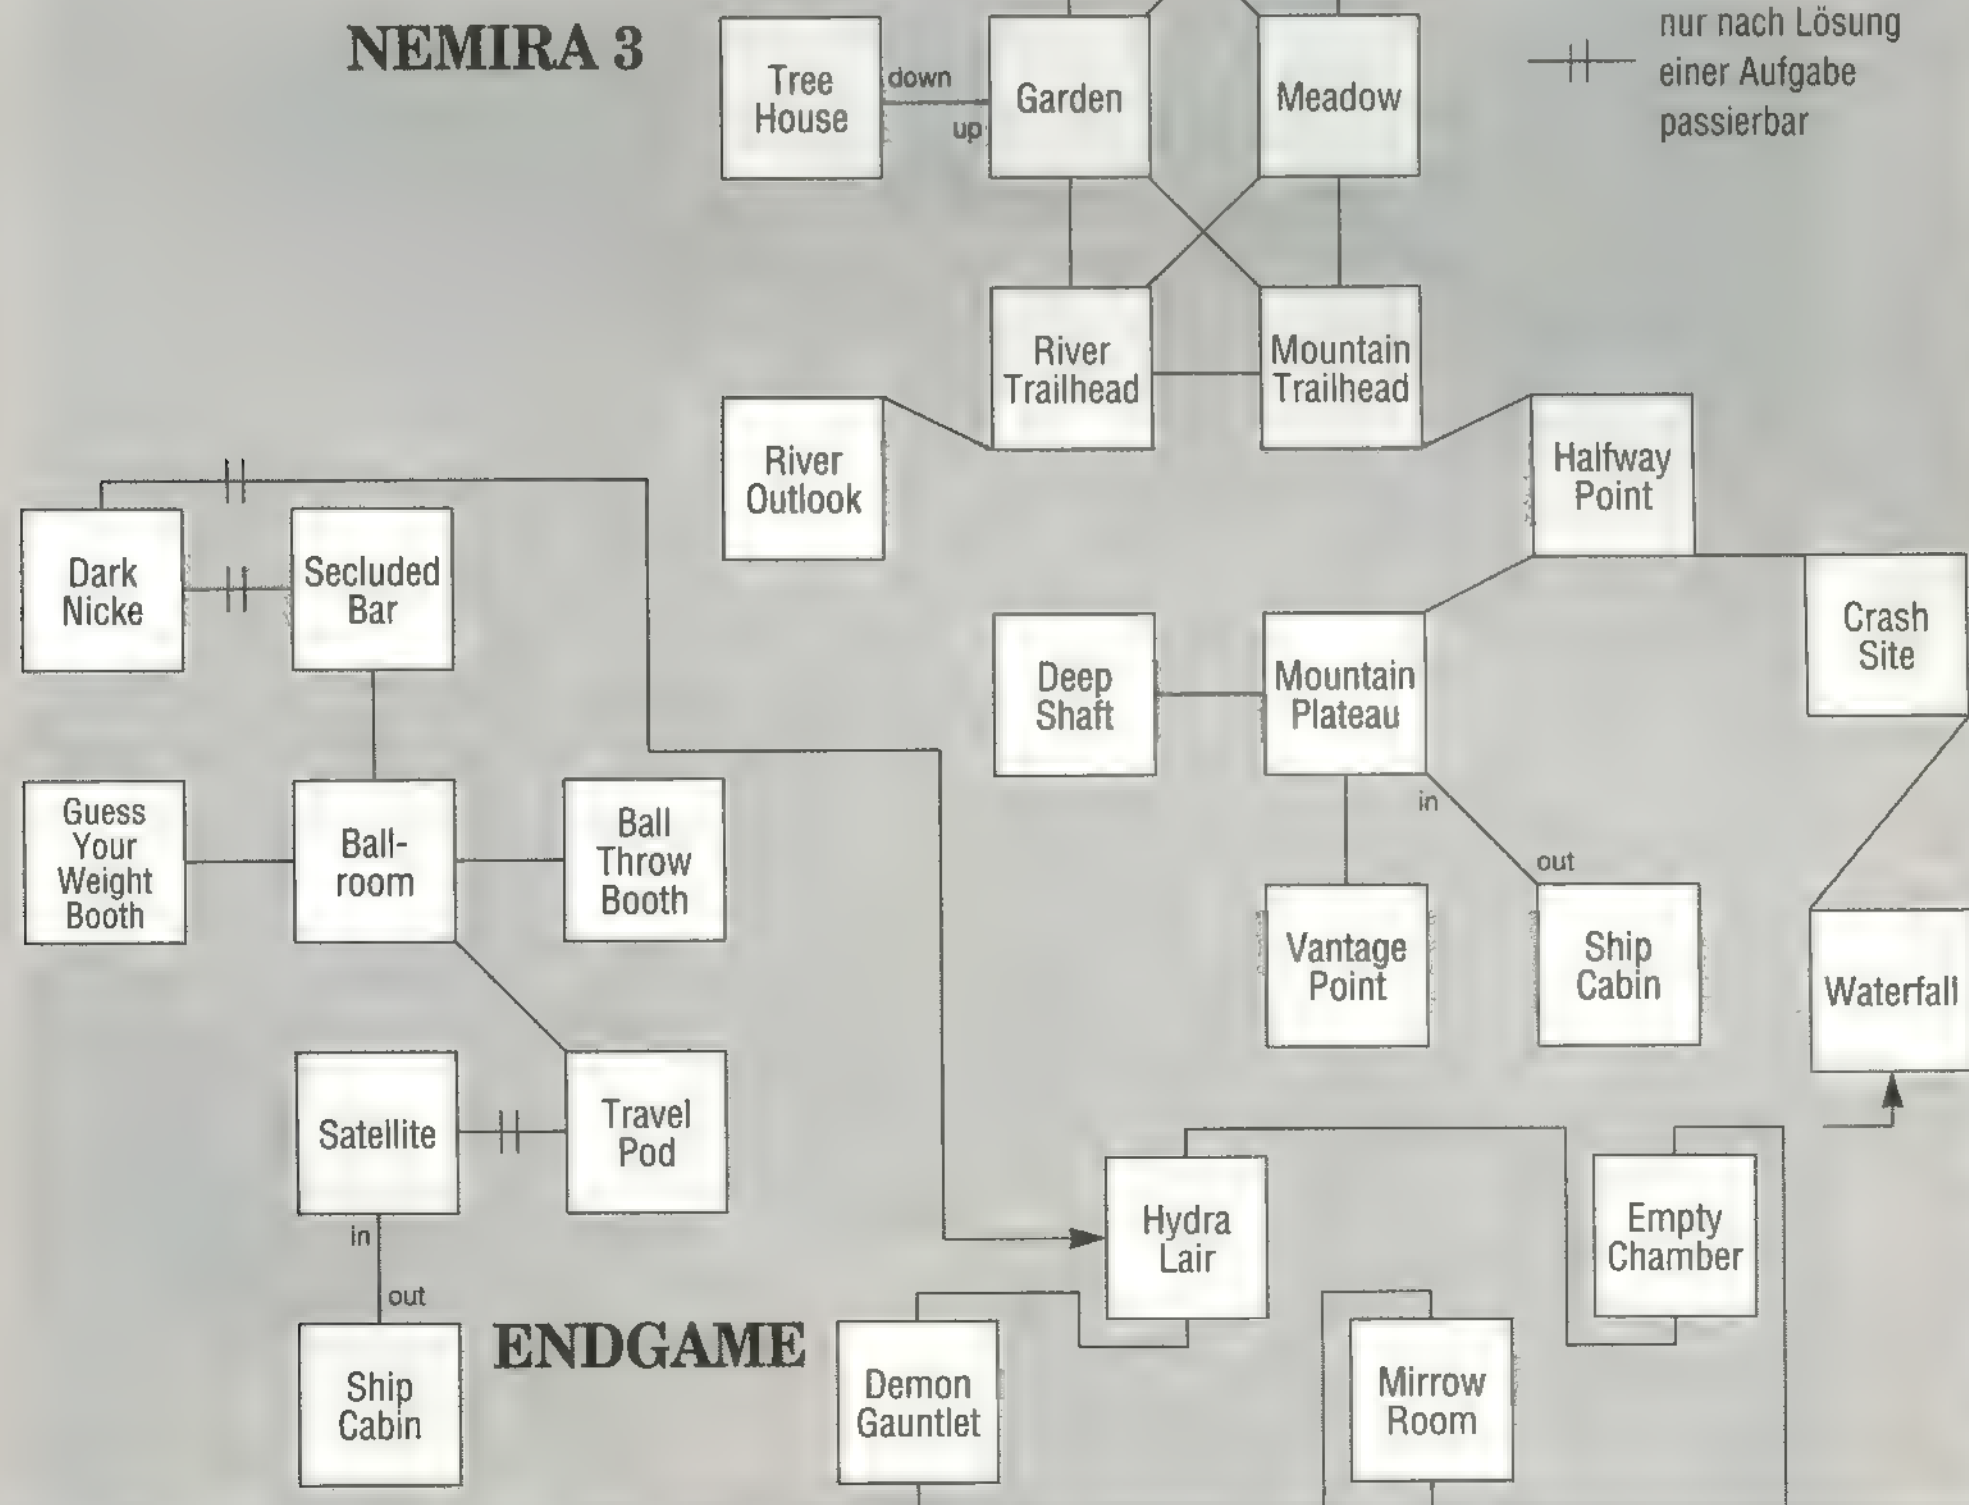 NEMIRA 3
nur nach Lösung
einer Aufgabe
passierbar
Tree
House
down
up
Garden
Meadow
River
Trailhead
Mountain
Trailhead
River
Outlook
Halfway
Point
Dark
Nicke
Secluded
Bar
Crash
Site
Deep
Shaft
Mountain
Plateau
in
out
Guess
Your
Weight
Booth
Ball-
room
Ball
Throw
Booth
Vantage
Point
Ship
Cabin
Waterfall
Satellite
Travel
Pod
in
out
Hydra
Lair
Empty
Chamber
Ship
Cabin
ENDGAME
Demon
Gauntlet
Mirrow
Room